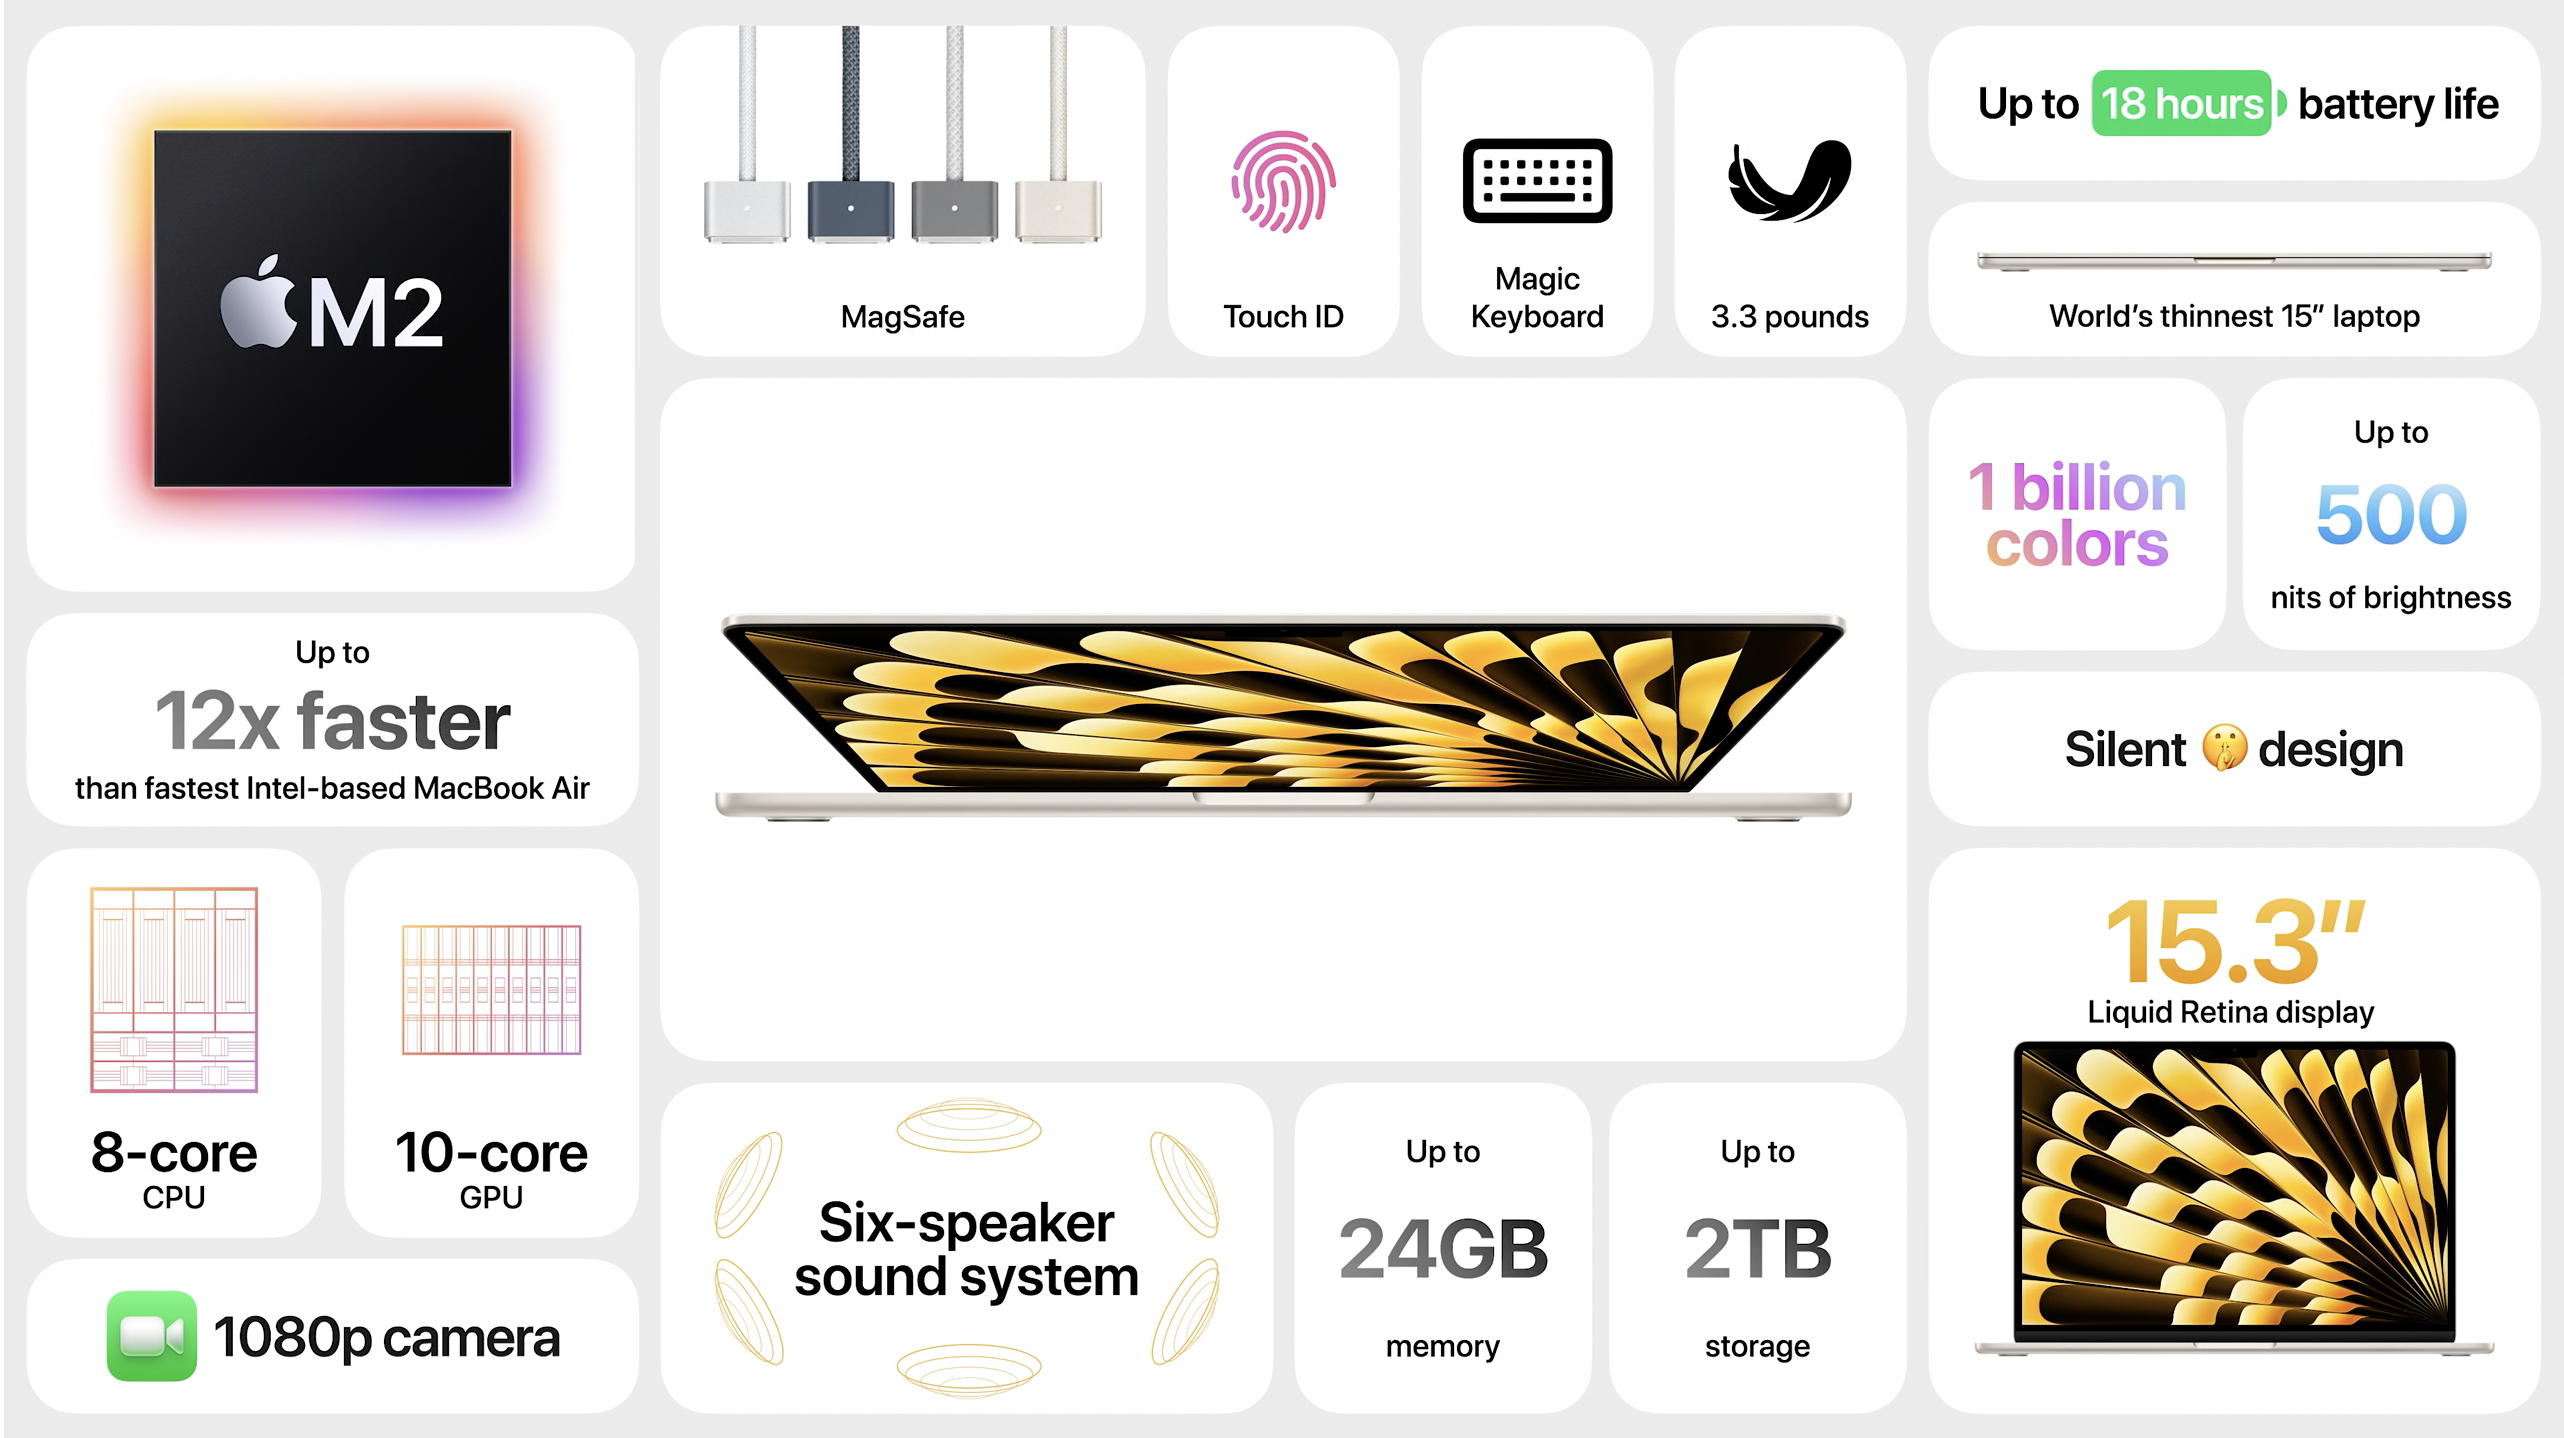 M2
Up to
12x faster
than fastest Intel-based MacBook Air
8-core
CPU
10-core
GPU
1080p camera
MagSafe
Touch ID
Magic
Keyboard
3.3 pounds
Six-speaker
sound system
Up to
24GB
memory
Up to
2TB
storage
Up to 18 hours battery life
World’s thinnest 15” laptop
1 billion
colors
Up to
500
nits of brightness
Silent 🤫 design
15.3”
Liquid Retina display